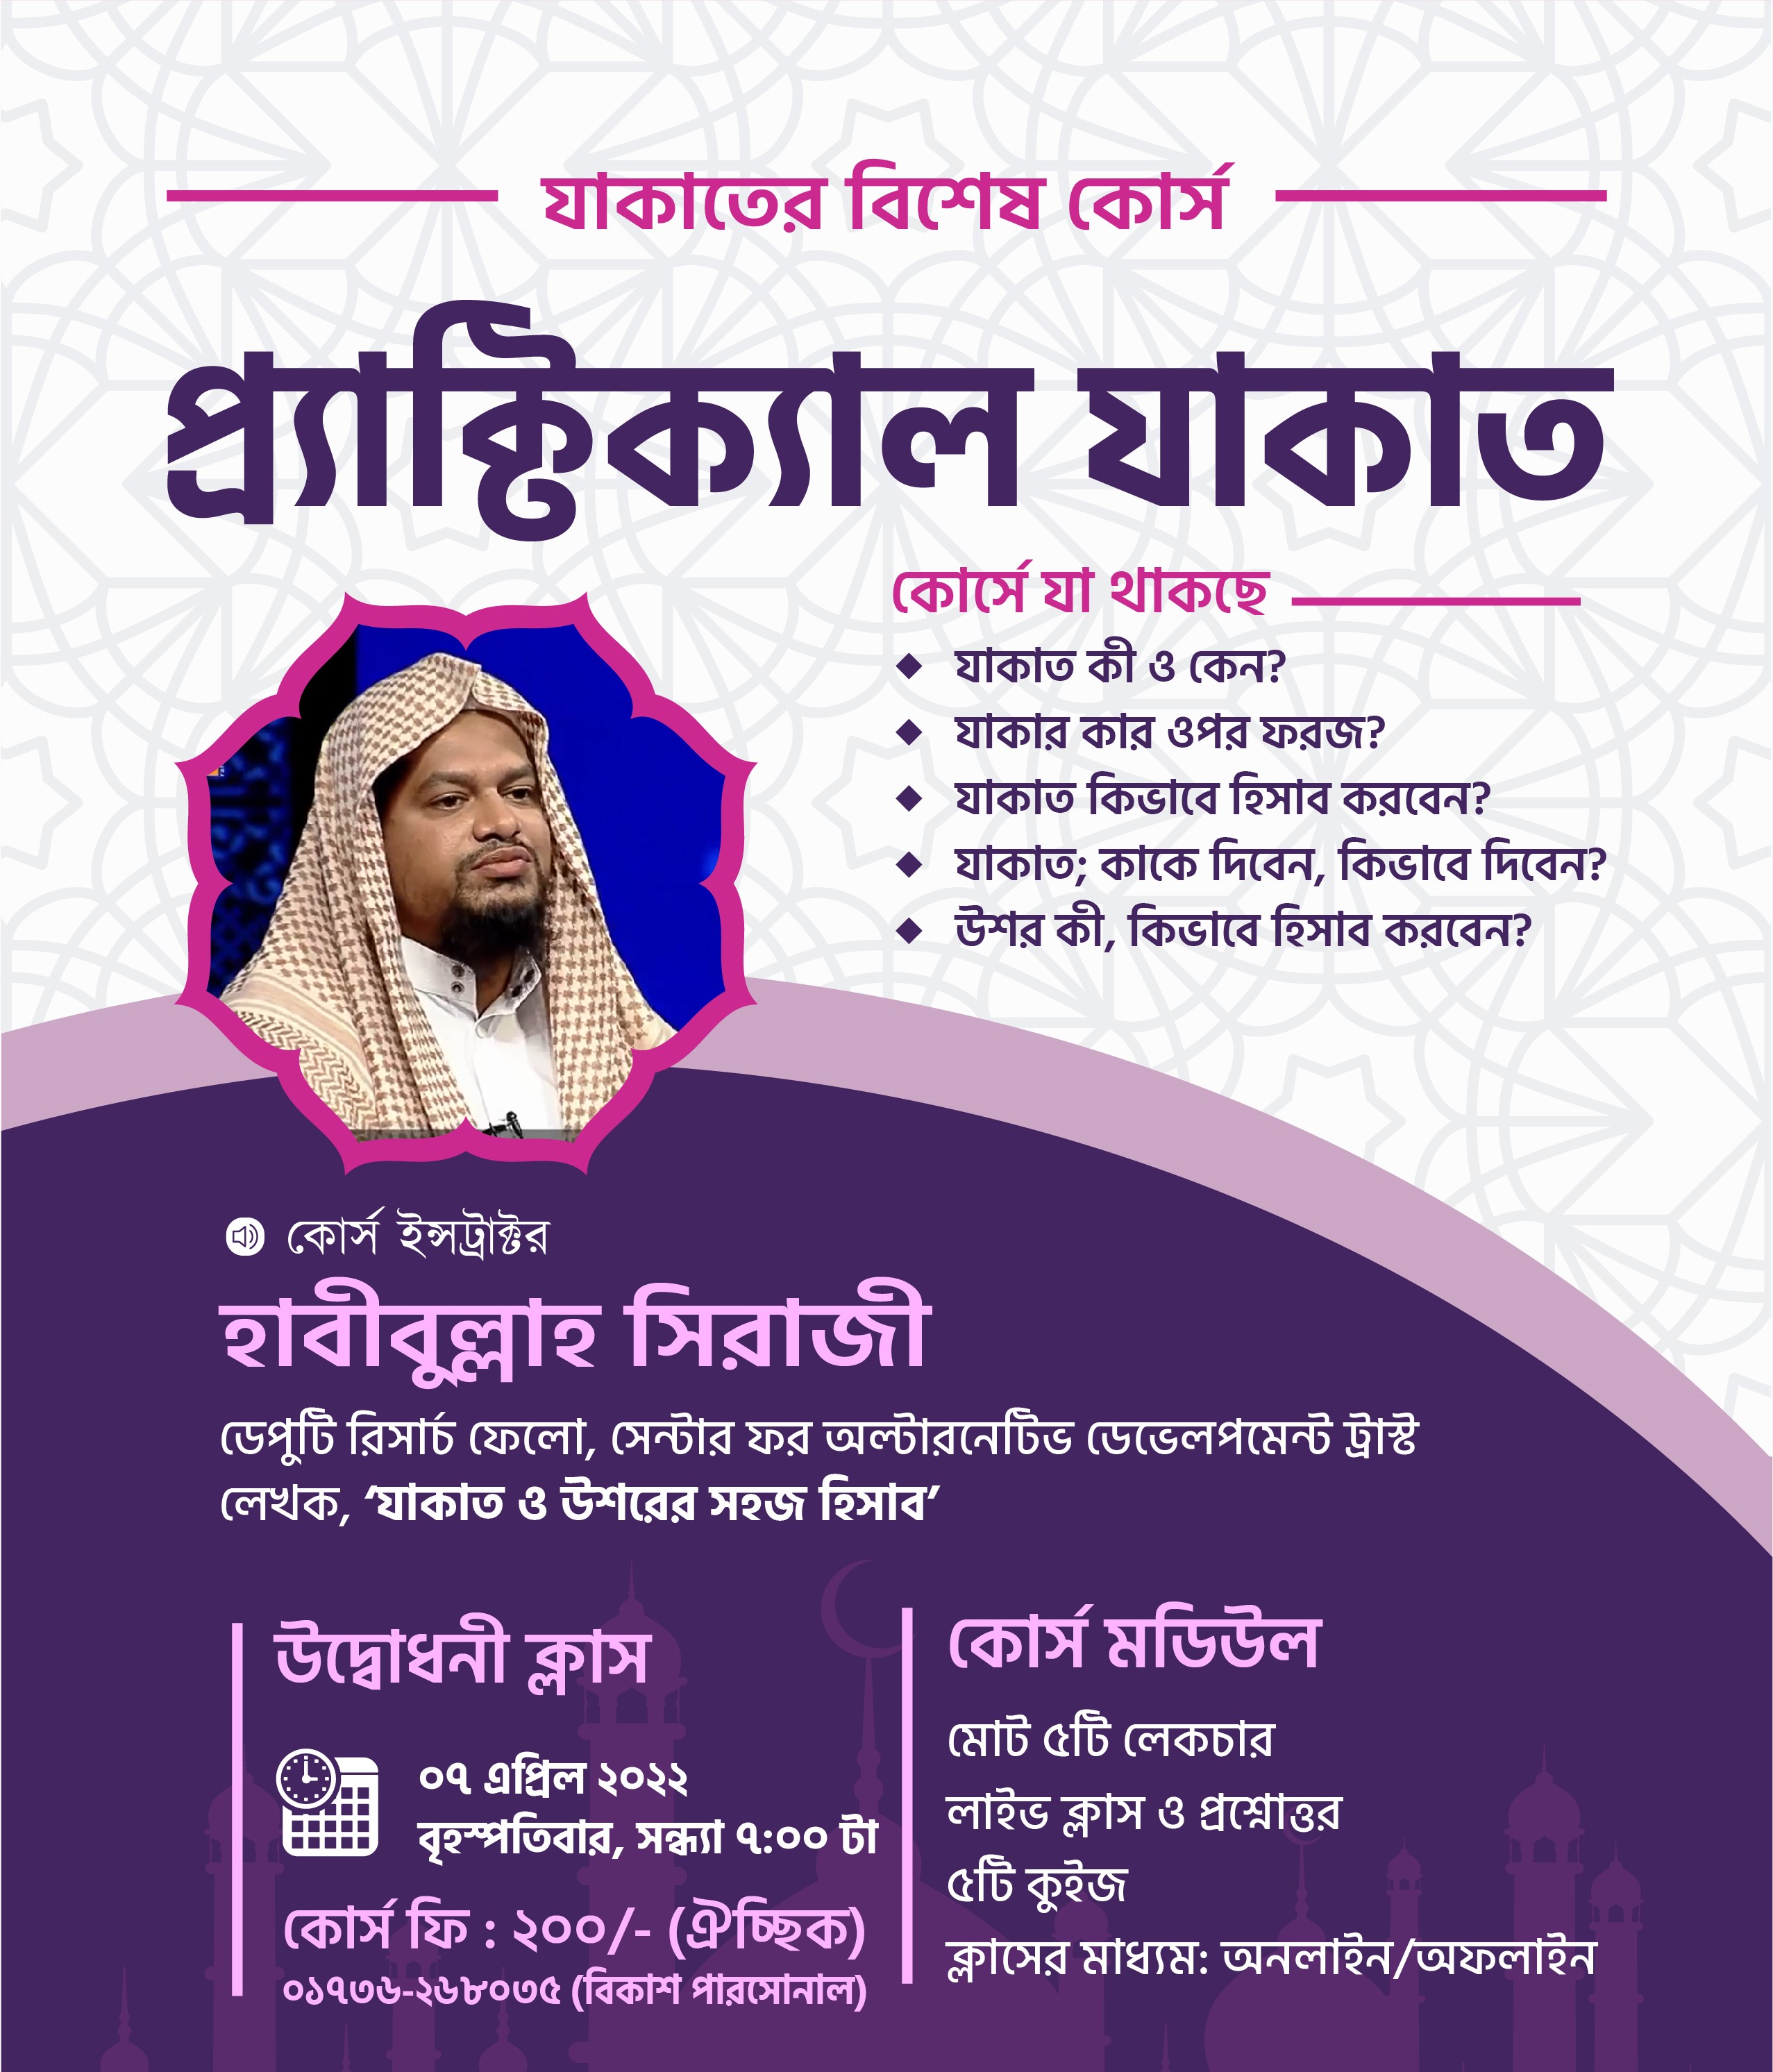 যাকাতের বিশেষ কোর্স
প্র্যাক্টিক্যাল যাকাত
কোর্সে যা থাকছে
যাকাত কী ও কেন?
যাকার কার ওপর ফরজ?
যাকাত কিভাবে হিসাব করবেন?
যাকাত; কাকে দিবেন, কিভাবে দিবেন?
উশর কী, কিভাবে হিসাব করবেন?
কোর্স ইন্সট্রাক্টর
হাবীবুল্লাহ সিরাজী
ডেপুটি রিসার্চ ফেলো, সেন্টার ফর অল্টারনেটিভ ডেভেলপমেন্ট ট্রাস্ট
লেখক, ‘যাকাত ও উশরের সহজ হিসাব’
উদ্বোধনী ক্লাস
০৭ এপ্রিল ২০২২
বৃহস্পতিবার, সন্ধ্যা ৭:০০ টা
কোর্স ফি : ২০০/- (ঐচ্ছিক)
০১৭৩৬-২৬৮০৩৫ (বিকাশ পারসোনাল)
কোর্স মডিউল
মোট ৫টি লেকচার
লাইভ ক্লাস ও প্রশ্নোত্তর
৫টি কুইজ
ক্লাসের মাধ্যম: অনলাইন/অফলাইন